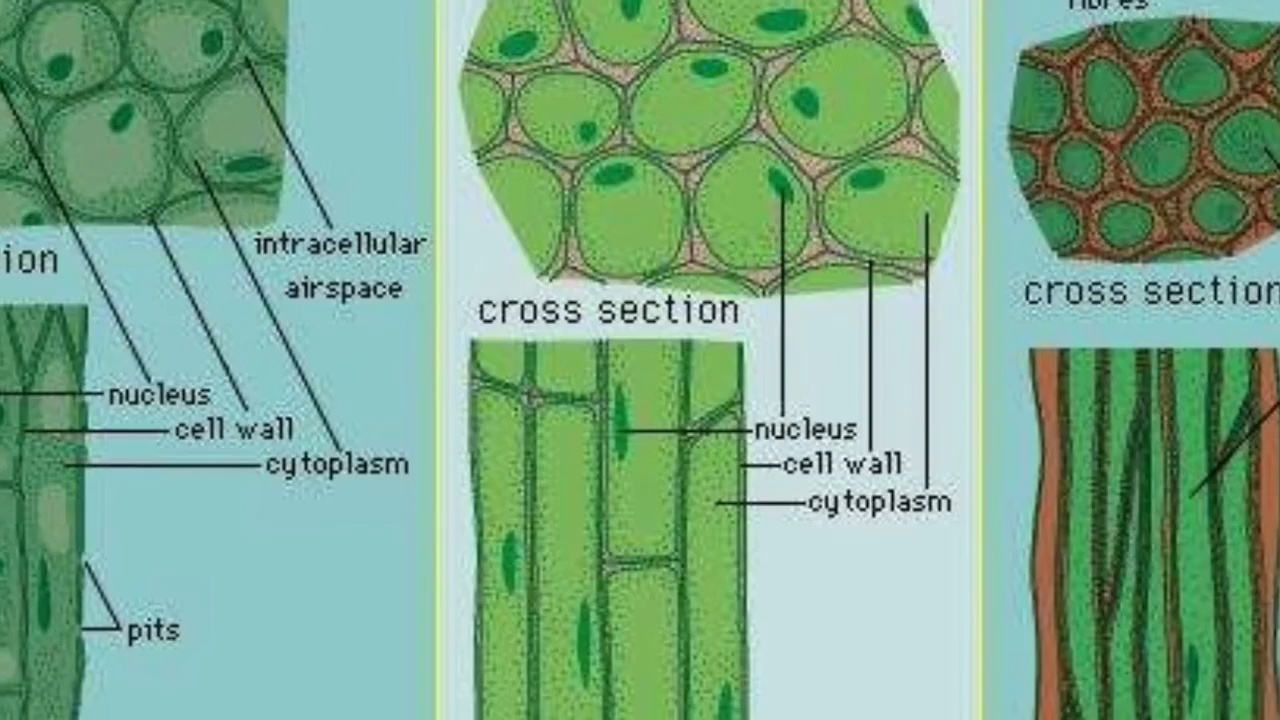 intracellular
airspace
ion
nucleus
cell wall
cytoplasm
pits
cross section
nucleus
cell wall
cytoplasm
fibres
cross section